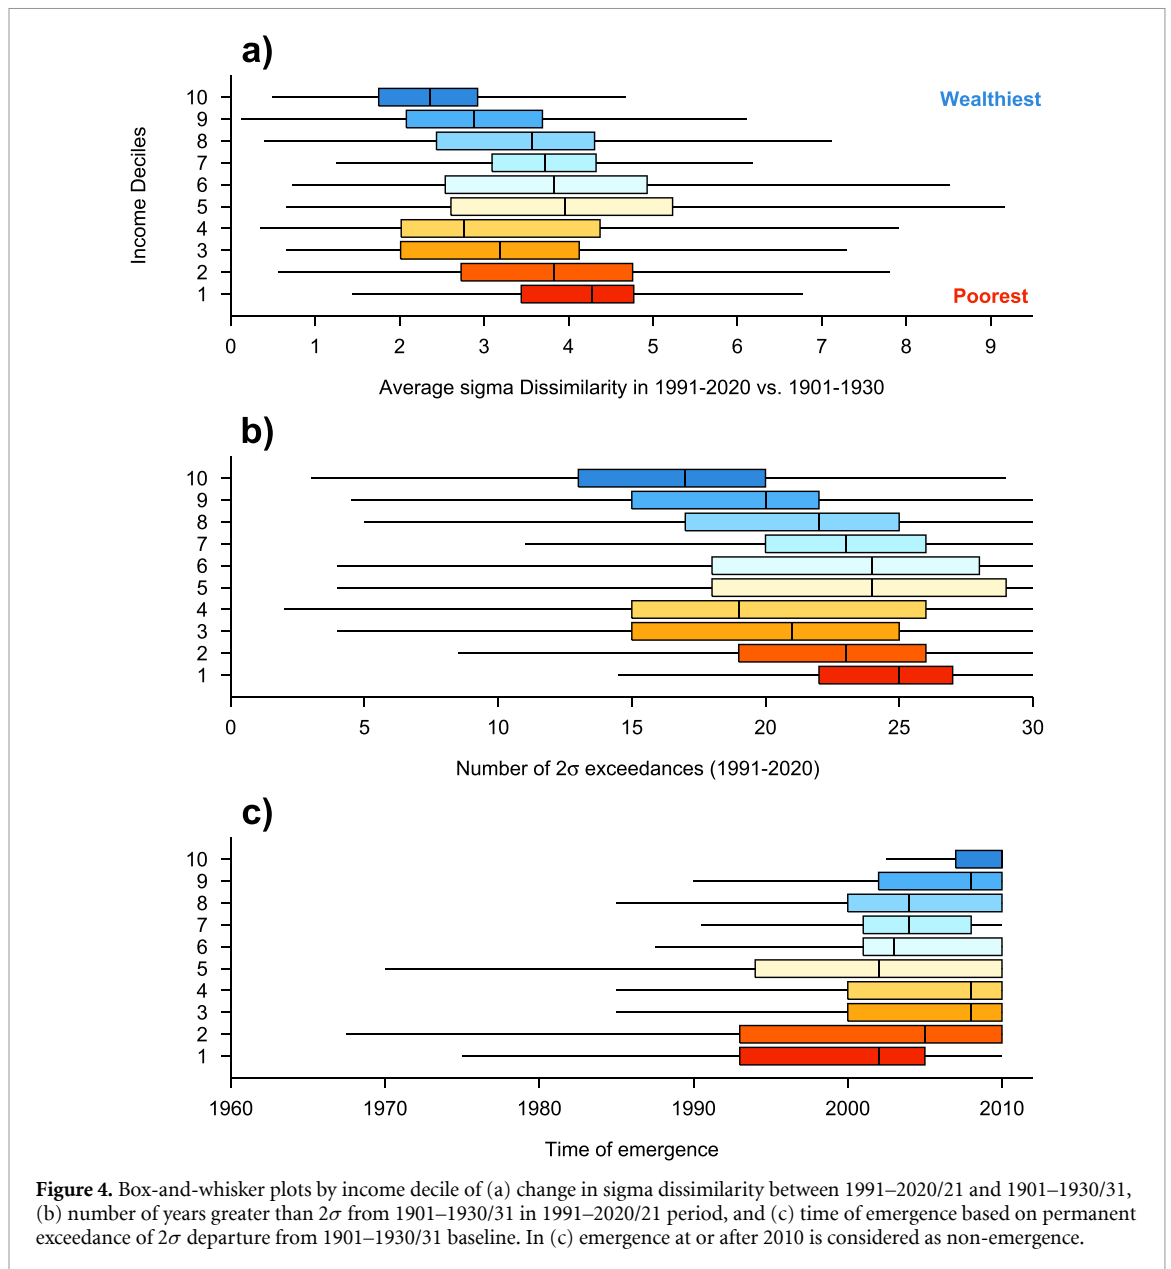 a)
10
Wealthiest
9
8
7
6
5
4
3
2
1
Poorest
Income Deciles
0 1 2 3 4 5 6 7 8 9
Average sigma Dissimilarity in 1991-2020 vs. 1901-1930
b)
10
9
8
7
6
5
4
3
2
1
0 5 10 15 20 25 30
Number of 2σ exceedances (1991-2020)
c)
10
9
8
7
6
5
4
3
2
1
1960 1970 1980 1990 2000 2010
Time of emergence
Figure 4. Box-and-whisker plots by income decile of (a) change in sigma dissimilarity between 1991–2020/21 and 1901–1930/31,
(b) number of years greater than 2σ from 1901–1930/31 in 1991–2020/21 period, and (c) time of emergence based on permanent
exceedance of 2σ departure from 1901–1930/31 baseline. In (c) emergence at or after 2010 is considered as non-emergence.